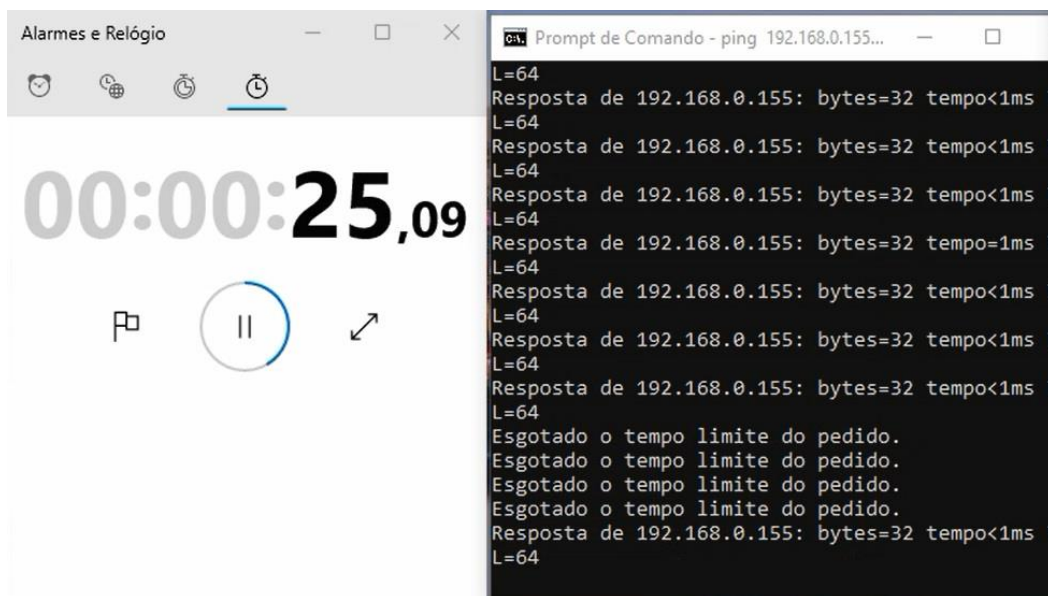 Alarmes e Relógio
00:00:25,09
Prompt de Comando - ping 192.168.0.155...
L=64
Resposta de 192.168.0.155: bytes=32 tempo<1ms
L=64
Resposta de 192.168.0.155: bytes=32 tempo<1ms
L=64
Resposta de 192.168.0.155: bytes=32 tempo<1ms
L=64
Resposta de 192.168.0.155: bytes=32 tempo=1ms
L=64
Resposta de 192.168.0.155: bytes=32 tempo<1ms
L=64
Resposta de 192.168.0.155: bytes=32 tempo<1ms
L=64
Resposta de 192.168.0.155: bytes=32 tempo<1ms
L=64
Esgotado o tempo limite do pedido.
Esgotado o tempo limite do pedido.
Esgotado o tempo limite do pedido.
Esgotado o tempo limite do pedido.
Resposta de 192.168.0.155: bytes=32 tempo<1ms
L=64